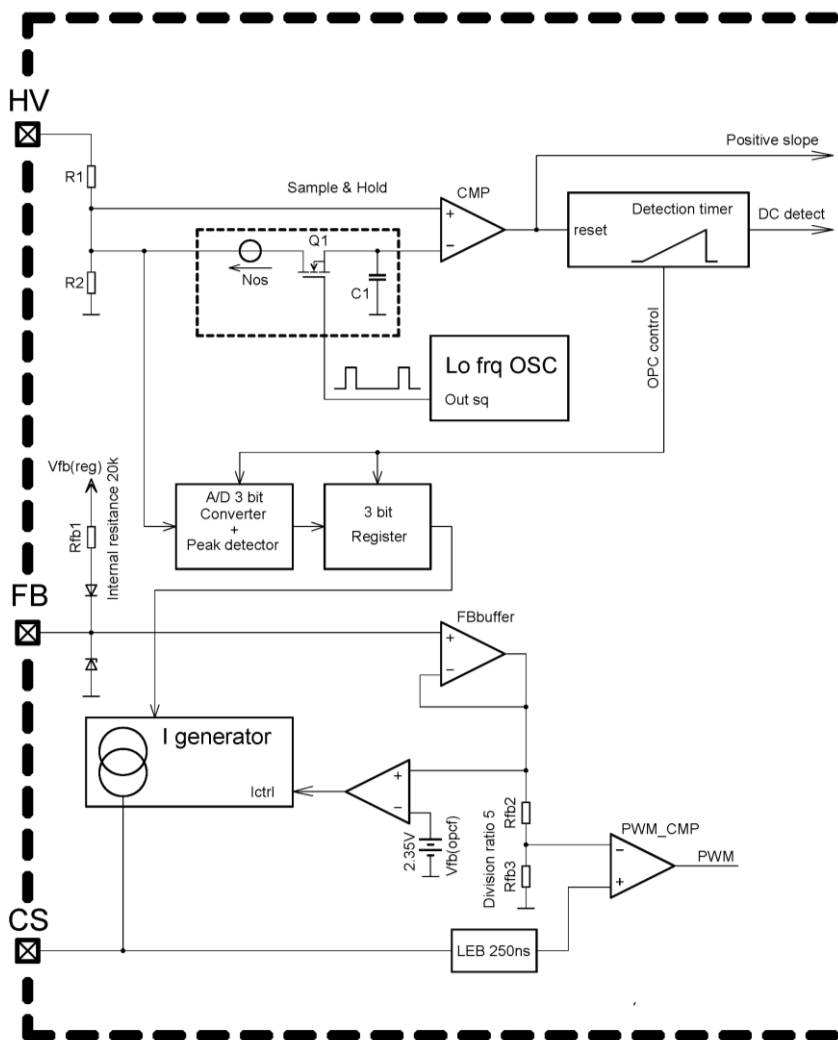 HV
Positive slope
R1
Sample & Hold
CMP
Detection timer
DC detect
+
reset
Q1
−
R2
Nos
C1
OPC control
Lo frq OSC
Out sq
Vfb(reg)
Rfb1
Internal resitance 20k
A/D 3 bit
Converter
+
Peak detector
3 bit
Register
FB
FBbuffer
+
−
I generator
Ictrl
+
−
2.35V
Vfb(opcf)
Division ratio 5
Rfb2
Rfb3
PWM_CMP
−
+
PWM
CS
LEB 250ns